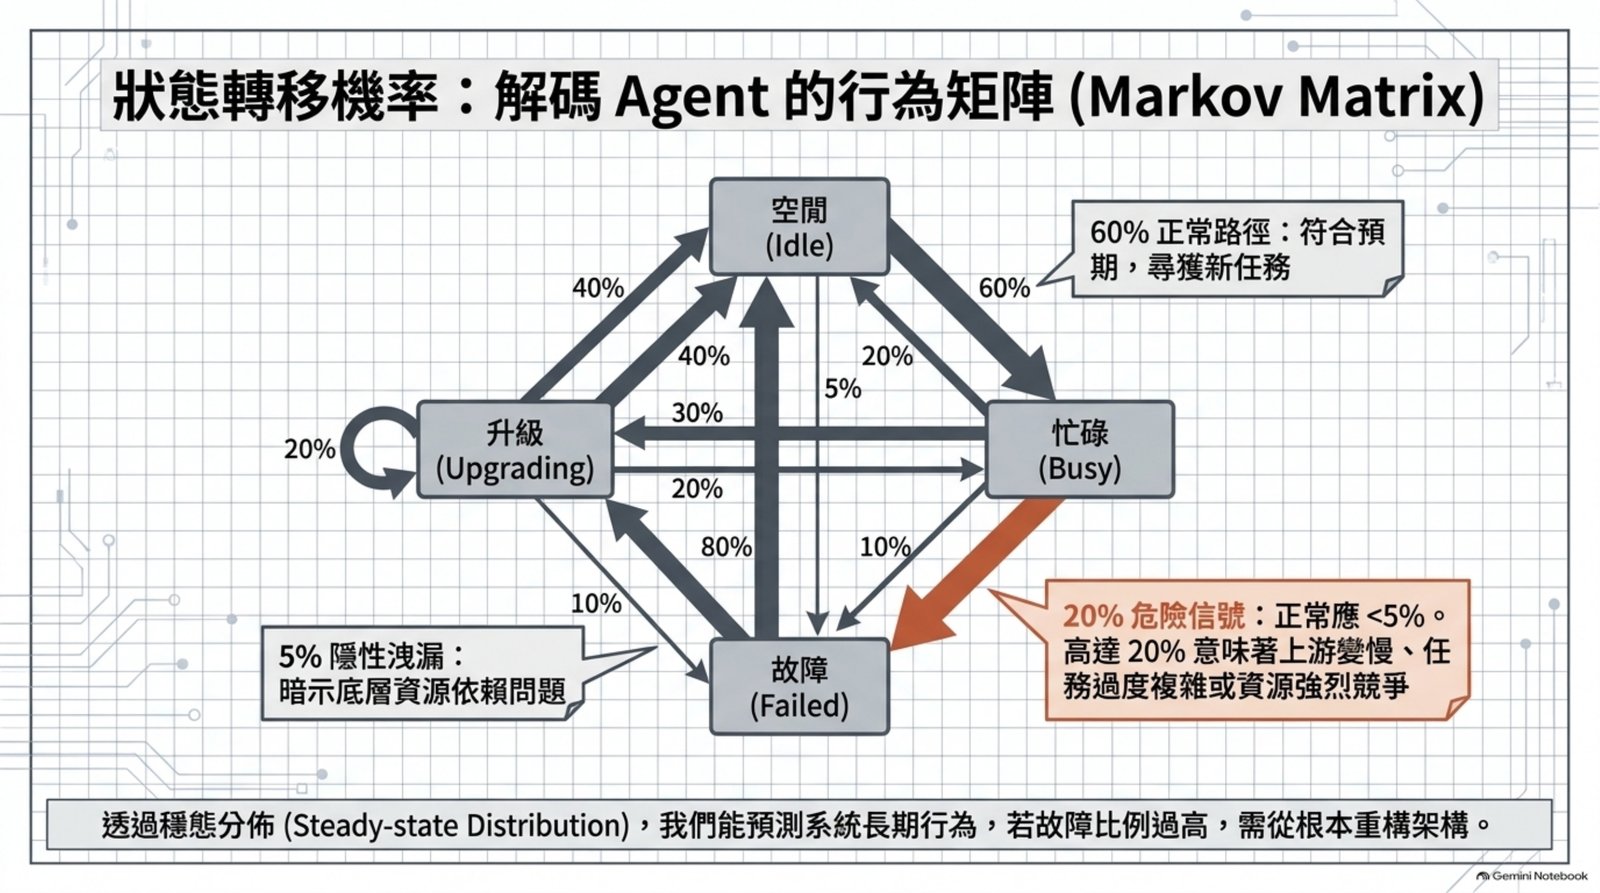 狀態轉移機率：解碼 Agent 的行為矩陣 (Markov Matrix)
空閒
(Idle)
60% 正常路徑：符合預
期，尋獲新任務
40%
60%
40%
20%
5%
30%
20%
升級
(Upgrading)
忙碌
(Busy)
20%
80%
10%
10%
5% 隱性洩漏：
暗示底層資源依賴問題
故障
(Failed)
20% 危險信號：正常應 <5%。
高達 20% 意味著上游變慢、任
務過度複雜或資源強烈競爭
透過穩態分佈 (Steady-state Distribution)，我們能預測系統長期行為，若故障比例過高，需從根本重構架構。
Gemini Notebook